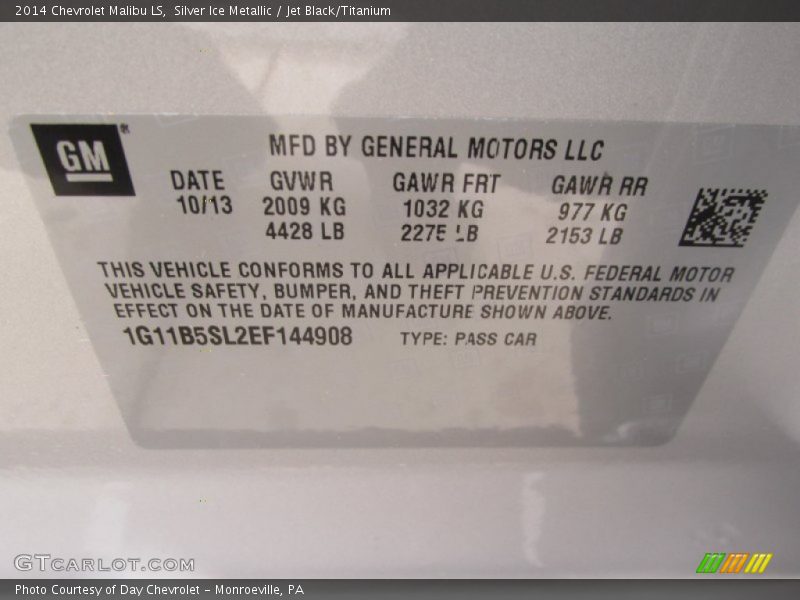 2014 Chevrolet Malibu LS, Silver Ice Metallic / Jet Black/Titanium
GM ®
MFD BY GENERAL MOTORS LLC
DATE GVWR GAWR FRT GAWR RR
10/13 2009 KG 1032 KG 977 KG
4428 LB 2275 LB 2153 LB
THIS VEHICLE CONFORMS TO ALL APPLICABLE U.S. FEDERAL MOTOR
VEHICLE SAFETY, BUMPER, AND THEFT PREVENTION STANDARDS IN
EFFECT ON THE DATE OF MANUFACTURE SHOWN ABOVE.
1G11B5SL2EF144908 TYPE: PASS CAR
GTCARLOT.COM
Photo Courtesy of Day Chevrolet - Monroeville, PA